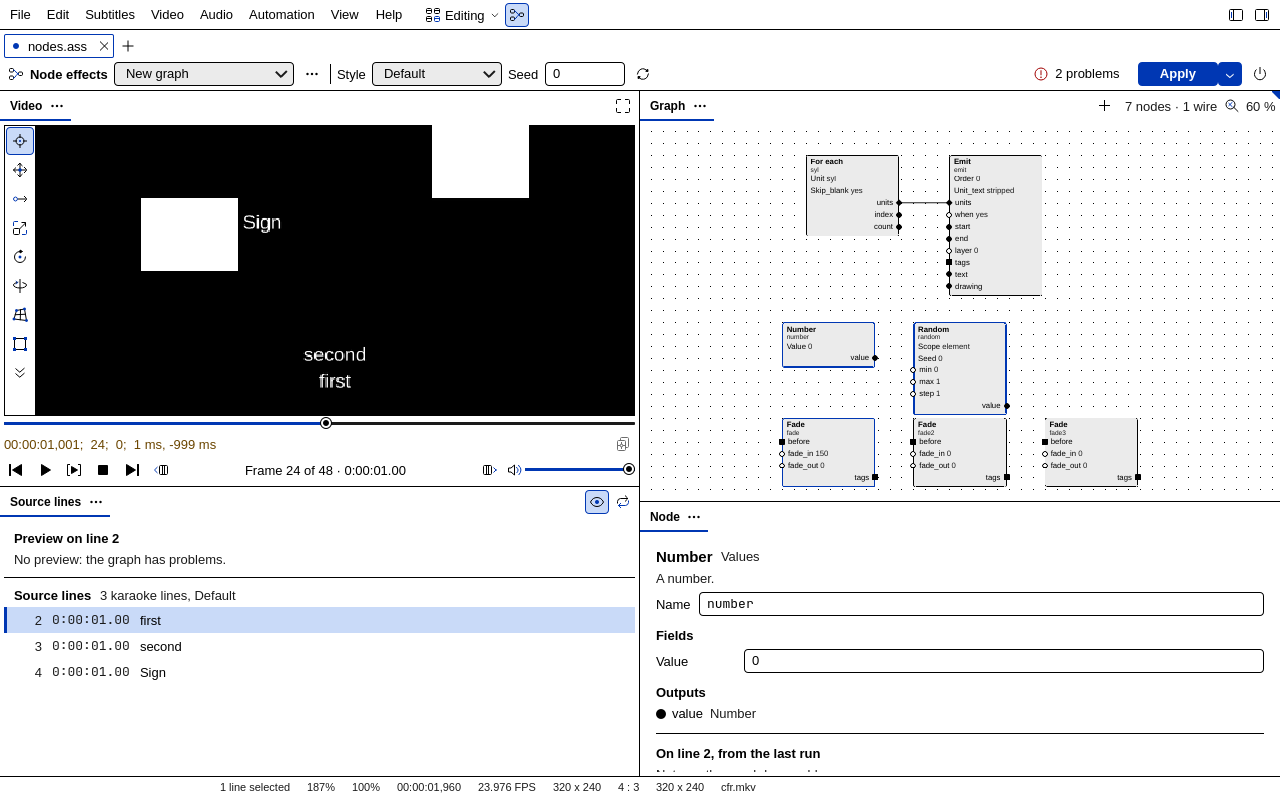 File Edit Subtitles Video Audio Automation View Help Editing
nodes.ass
Node effects New graph Style Default Seed 0 2 problems Apply
Video
Graph 7 nodes · 1 wire 60 %
Sign
second
first
00:00:01,001; 24; 0; 1 ms, -999 ms
Frame 24 of 48 · 0:00:01.00
For each
syl
Unit syl
Skip_blank yes
units
index
count
Emit
emit
Order 0
Unit_text stripped
units
when yes
start
end
layer 0
tags
text
drawing
Number
number
Value 0
value
Random
random
Scope element
Seed 0
min 0
max 1
step 1
value
Fade
fade
before
fade_in 150
fade_out 0
tags
Fade
fade2
before
fade_in 0
fade_out 0
tags
Fade
fade3
before
fade_in 0
fade_out 0
tags
Source lines
Preview on line 2
No preview: the graph has problems.
Source lines 3 karaoke lines, Default
2 0:00:01.00 first
3 0:00:01.00 second
4 0:00:01.00 Sign
Node
Number Values
A number.
Name number
Fields
Value 0
Outputs
value Number
On line 2, from the last run
1 line selected 187% 100% 00:00:01,960 23.976 FPS 320 x 240 4 : 3 320 x 240 cfr.mkv